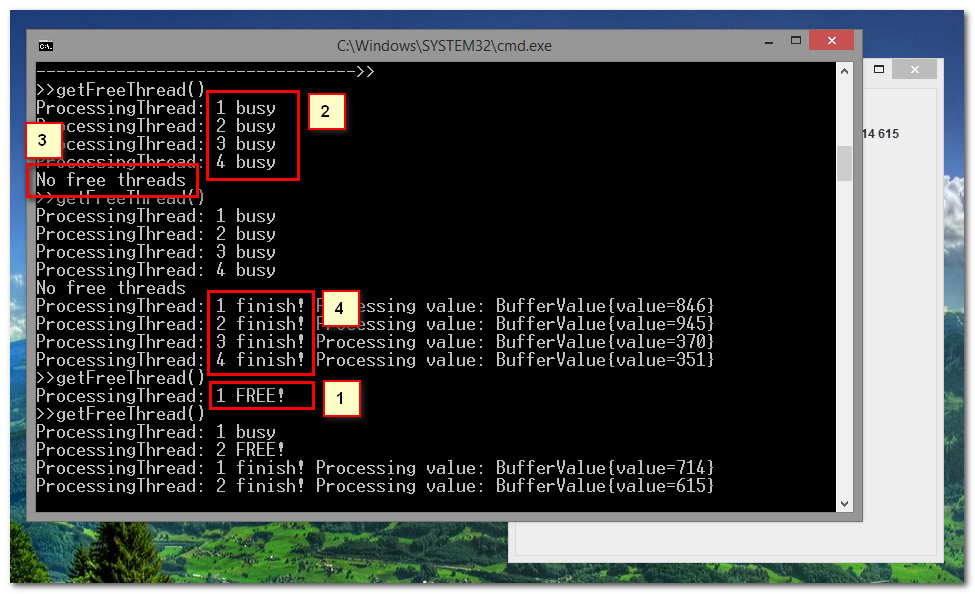 C:\Windows\SYSTEM32\cmd.exe
-------------------------------->>
>>getFreeThread()
ProcessingThread: 1 busy
2
ProcessingThread: 2 busy
14 615
3
cessingThread: 3 busy
ProcessingThread: 4 busy
No free threads
>>getFreeThread()
ProcessingThread: 1 busy
ProcessingThread: 2 busy
ProcessingThread: 3 busy
ProcessingThread: 4 busy
No free threads
ProcessingThread: 1 finish! Processing value: BufferValue{value=846}
4
ProcessingThread: 2 finish! Processing value: BufferValue{value=945}
ProcessingThread: 3 finish! Processing value: BufferValue{value=370}
ProcessingThread: 4 finish! Processing value: BufferValue{value=351}
>>getFreeThread()
ProcessingThread: 1 FREE!
1
>>getFreeThread()
ProcessingThread: 1 busy
ProcessingThread: 2 FREE!
ProcessingThread: 1 finish! Processing value: BufferValue{value=714}
ProcessingThread: 2 finish! Processing value: BufferValue{value=615}